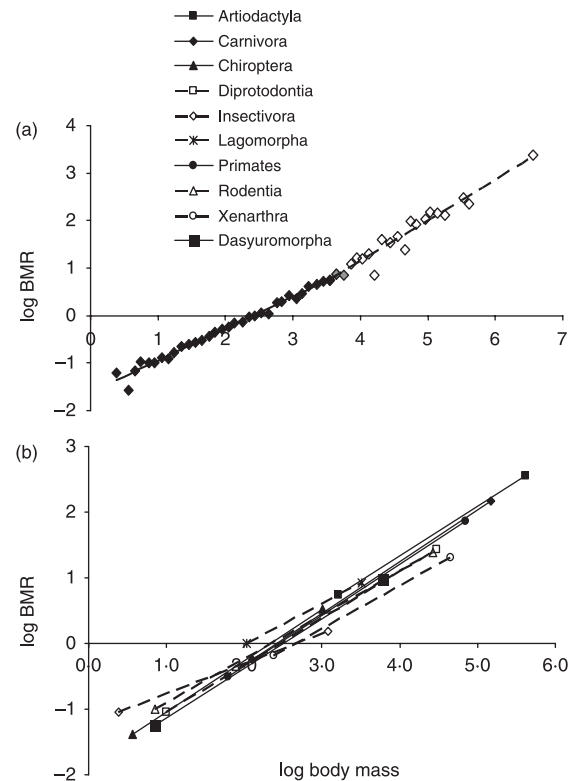 Artiodactyla
Carnivora
Chiroptera
Diprotodontia
Insectivora
Lagomorpha
Primates
Rodentia
Xenarthra
Dasyuromorpha
(a)
4
3
2
1
0
−1
−2
log BMR
0 1 2 3 4 5 6 7
(b)
3
2
1
0
−1
−2
log BMR
0·0 1·0 2·0 3·0 4·0 5·0 6·0
log body mass